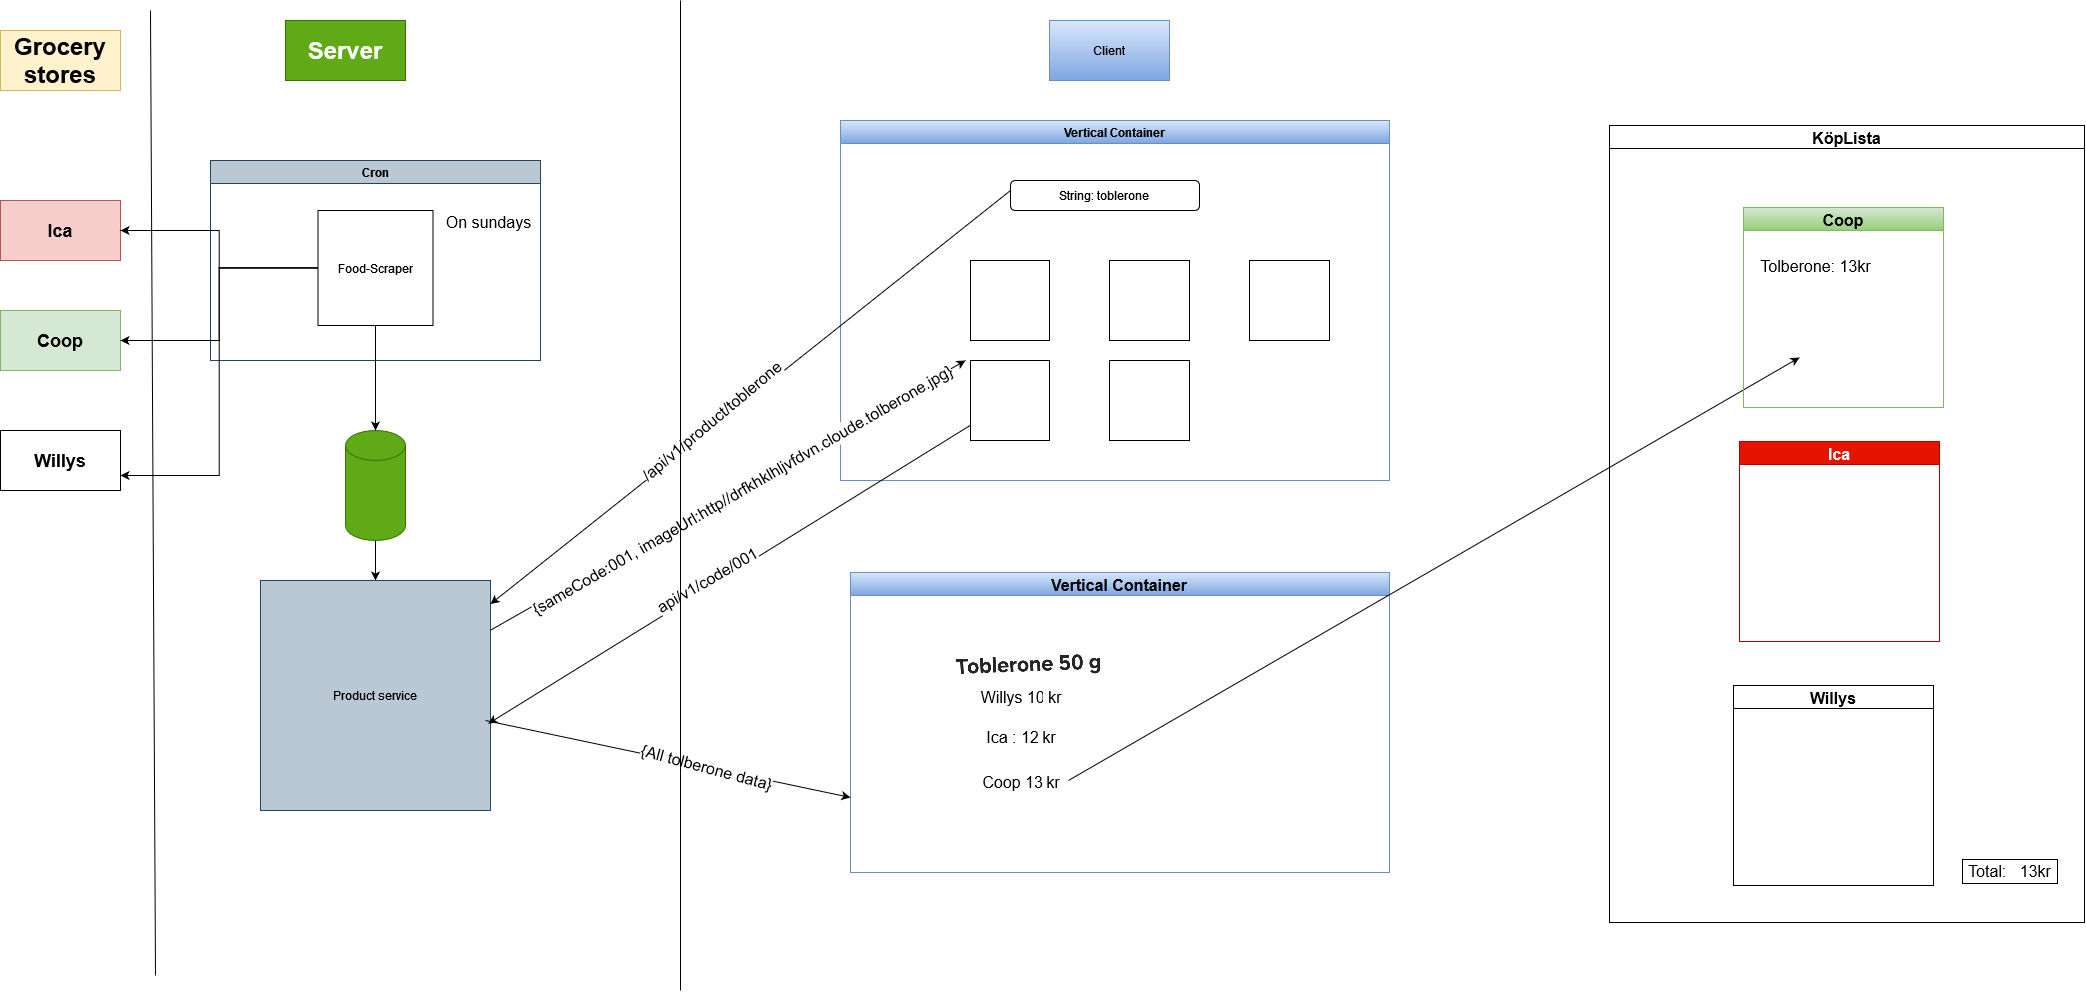 Grocery
stores
Server
Client
Ica
Coop
Willys
Cron
On sundays
Food-Scraper
Product service
Vertical Container
String: toblerone
/api/v1/product/toblerone
{sameCode:001, imageUrl:http//drfkhklhljvfdvn.cloude.tolberone.jpg}
api/v1/code/001
{All tolberone data}
Vertical Container
Toblerone 50 g
Willys 10 kr
Ica : 12 kr
Coop 13 kr
KöpLista
Coop
Tolberone: 13kr
Ica
Willys
Total: 13kr